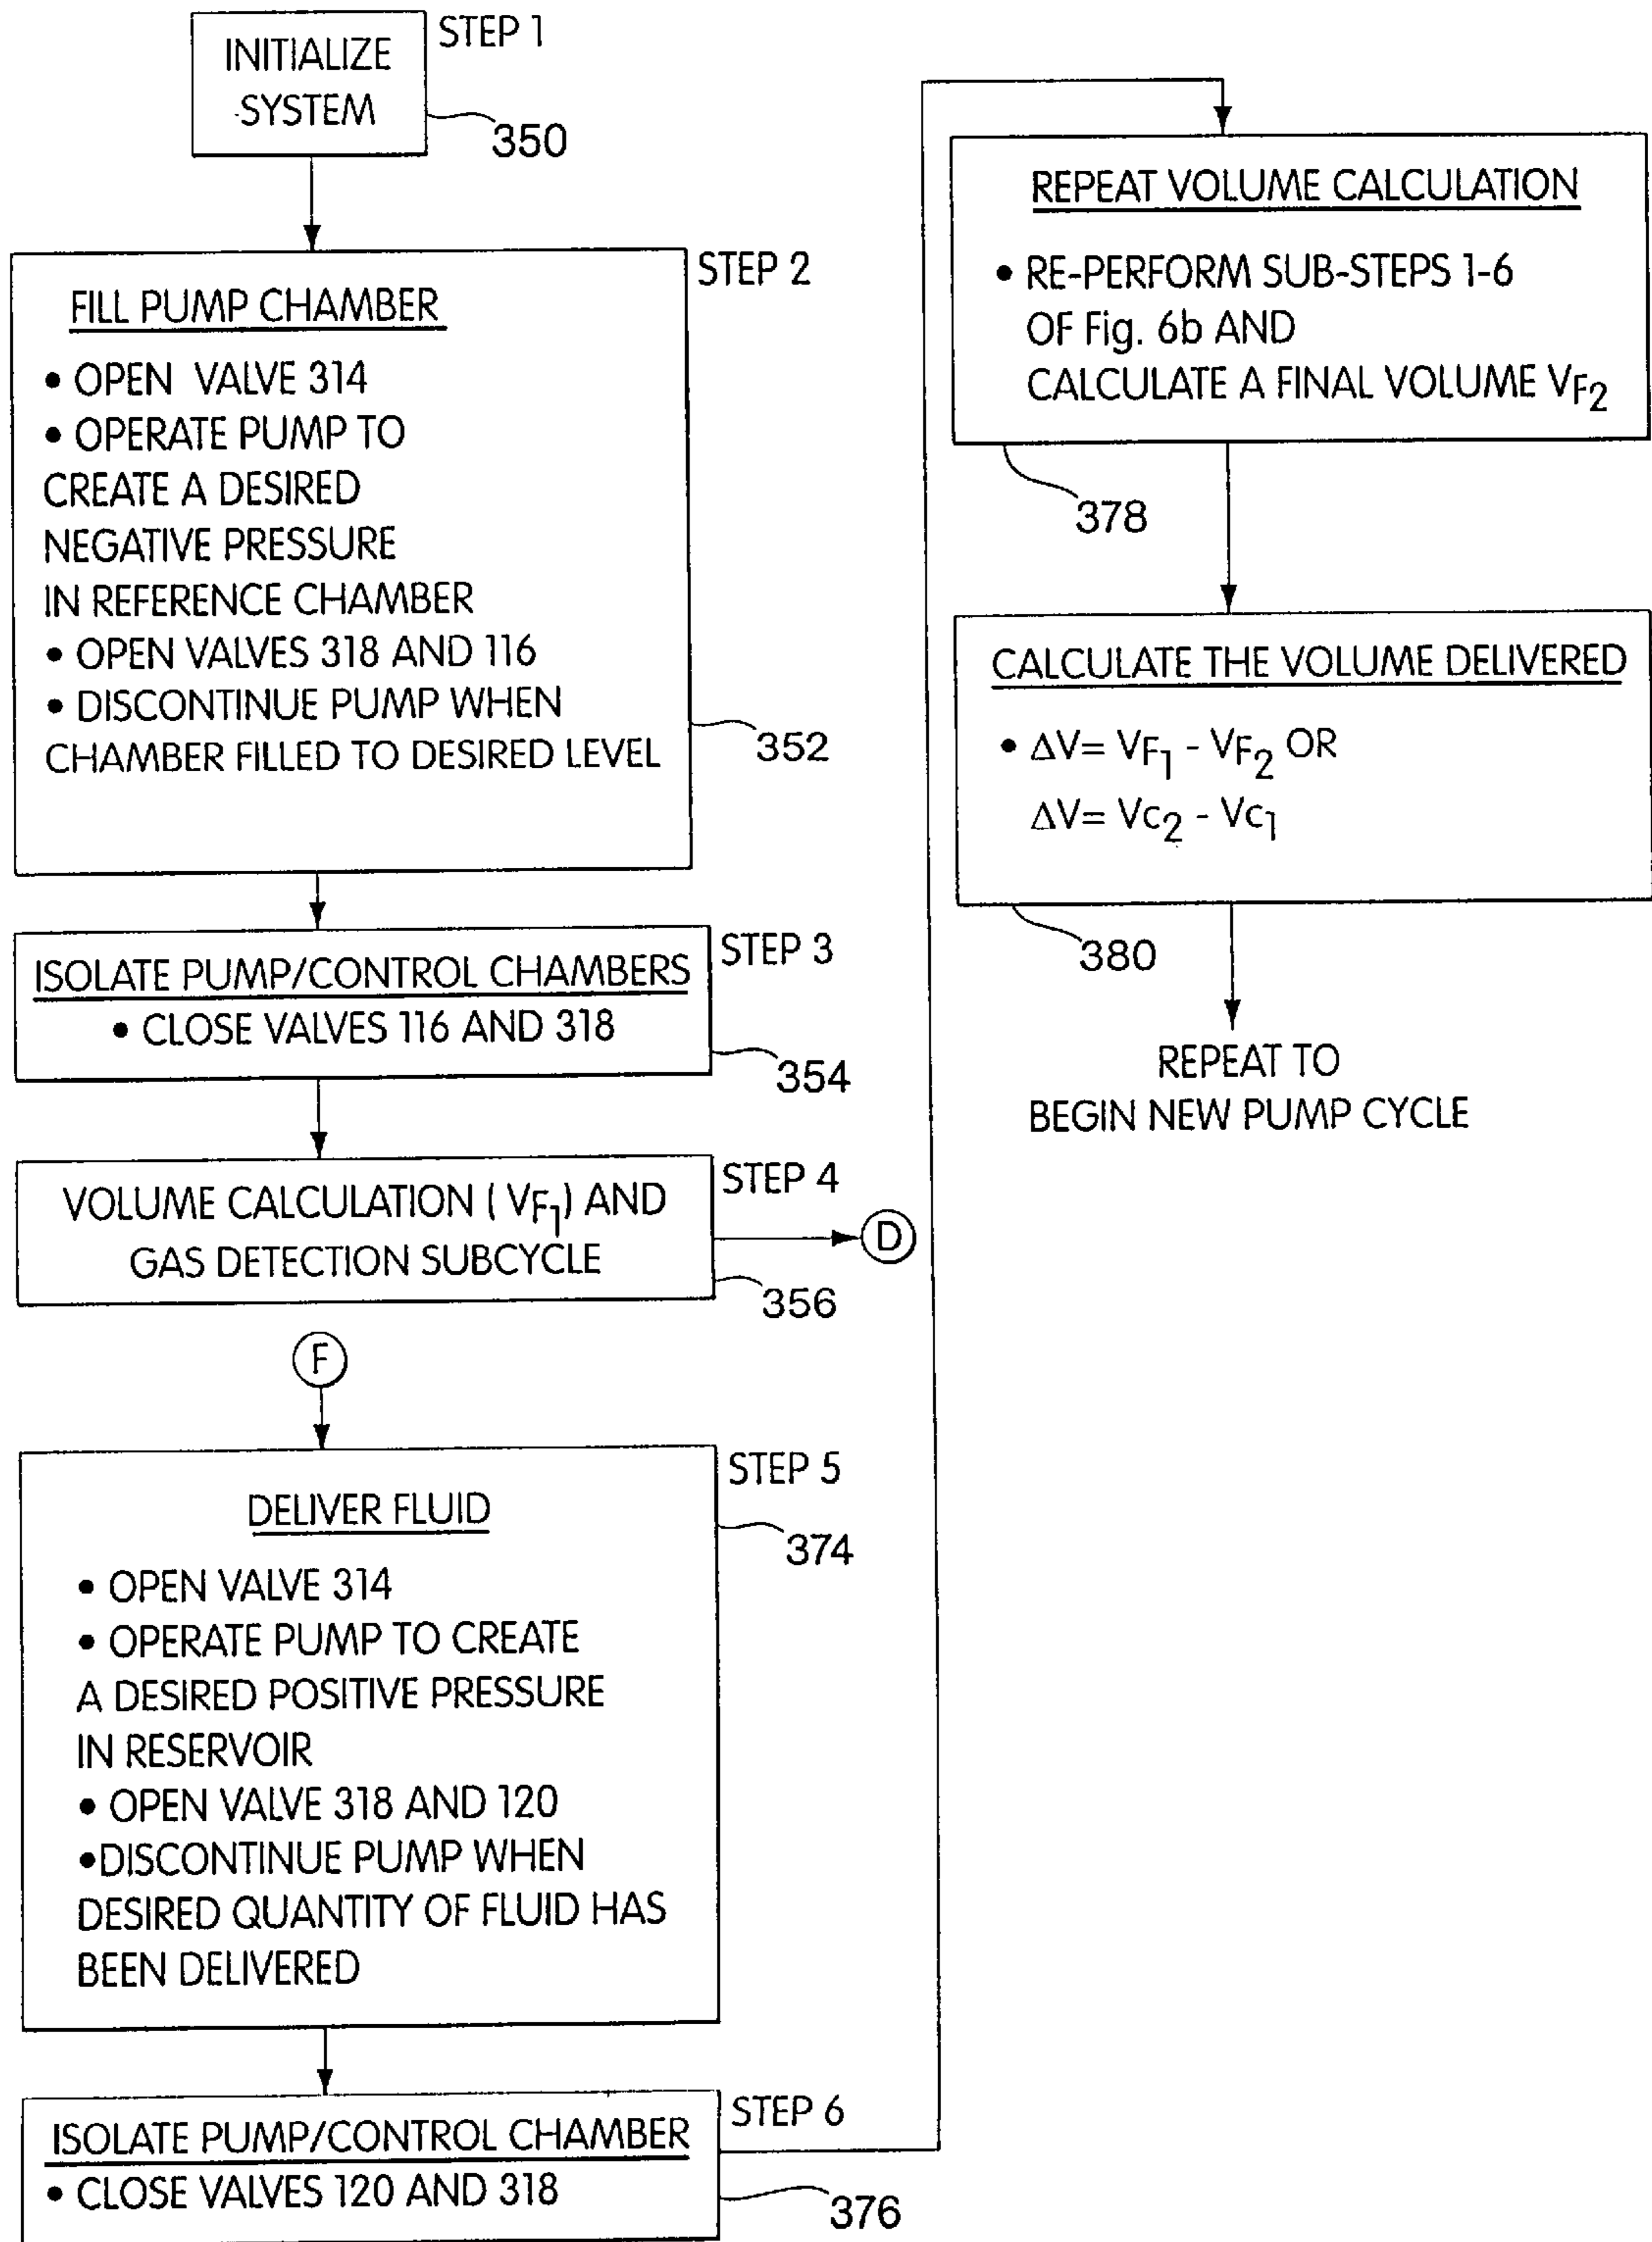 STEP 1
INITIALIZE
SYSTEM
350
STEP 2
FILL PUMP CHAMBER
• OPEN VALVE 314
• OPERATE PUMP TO
CREATE A DESIRED
NEGATIVE PRESSURE
IN REFERENCE CHAMBER
• OPEN VALVES 318 AND 116
• DISCONTINUE PUMP WHEN
CHAMBER FILLED TO DESIRED LEVEL
352
STEP 3
ISOLATE PUMP/CONTROL CHAMBERS
• CLOSE VALVES 116 AND 318
354
STEP 4
VOLUME CALCULATION ( VF1) AND
GAS DETECTION SUBCYCLE
D
356
F
STEP 5
DELIVER FLUID
374
• OPEN VALVE 314
• OPERATE PUMP TO CREATE
A DESIRED POSITIVE PRESSURE
IN RESERVOIR
• OPEN VALVE 318 AND 120
•DISCONTINUE PUMP WHEN
DESIRED QUANTITY OF FLUID HAS
BEEN DELIVERED
STEP 6
ISOLATE PUMP/CONTROL CHAMBER
• CLOSE VALVES 120 AND 318
376
REPEAT VOLUME CALCULATION
• RE-PERFORM SUB-STEPS 1-6
OF Fig. 6b AND
CALCULATE A FINAL VOLUME VF2
378
CALCULATE THE VOLUME DELIVERED
• ΔV= VF1 - VF2 OR
ΔV= Vc2 - Vc1
380
REPEAT TO
BEGIN NEW PUMP CYCLE